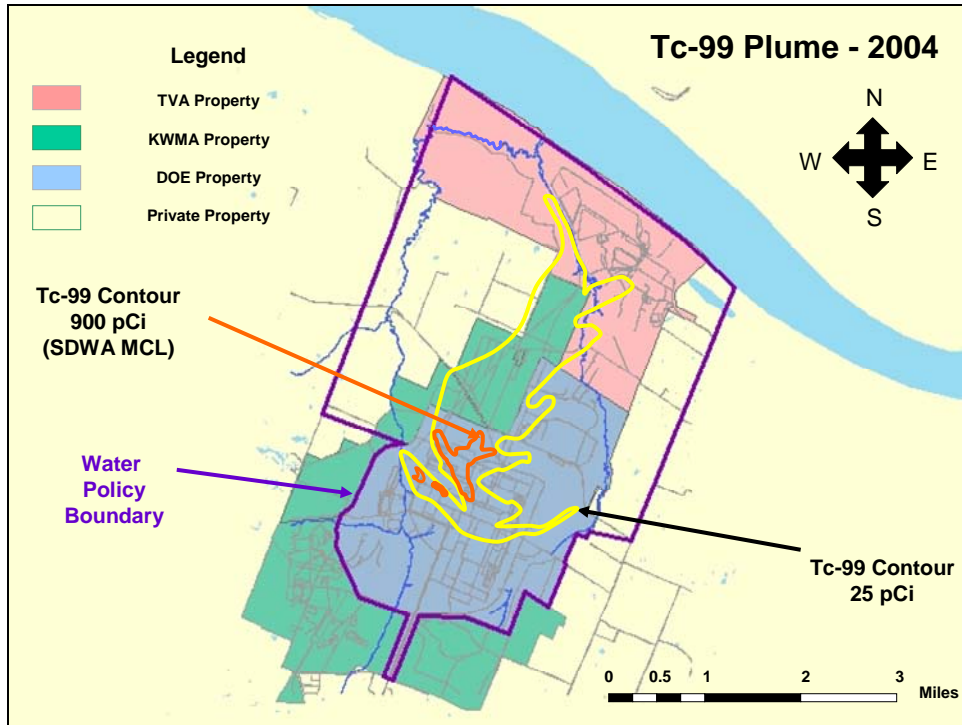 Tc-99 Plume - 2004
Legend
TVA Property
KWMA Property
DOE Property
Private Property
N
W
E
S
Tc-99 Contour
900 pCi
(SDWA MCL)
Water
Policy
Boundary
Tc-99 Contour
25 pCi
0 0.5 1 2 3
Miles